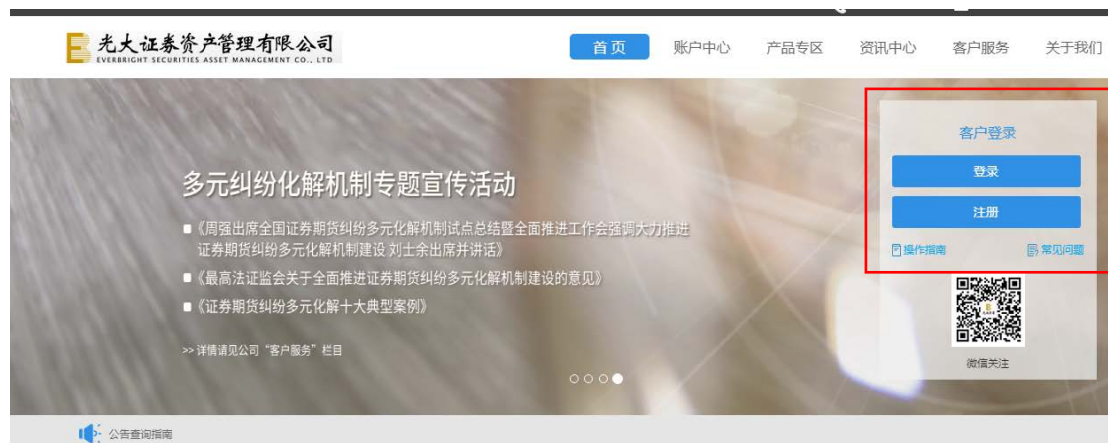 光大证券资产管理有限公司
EVERBRIGHT SECURITIES ASSET MANAGEMENT CO., LTD
首页 账户中心 产品专区 资讯中心 客户服务 关于我们
客户登录
登录
注册
操作指南 常见问题
微信关注
多元纠纷化解机制专题宣传活动
《周强出席全国证券期货纠纷多元化解机制试点总结暨全面推进工作会强调大力推进
证券期货纠纷多元化解机制建设 刘士余出席并讲话》
《最高法证监会关于全面推进证券期货纠纷多元化解机制建设的意见》
《证券期货纠纷多元化解十大典型案例》
>> 详情请见公司“客户服务”栏目
公告查询指南